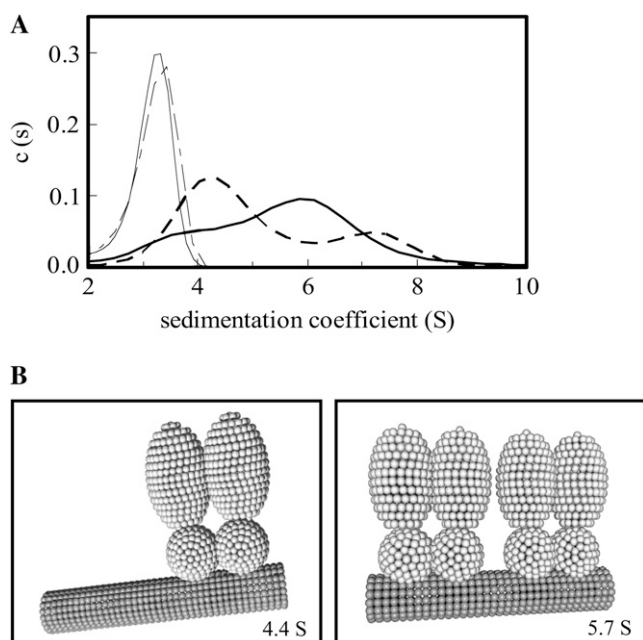 A
0.3
0.2
0.1
0.0
c (s)
2 4 6 8 10
sedimentation coefficient (S)
B
4.4 S
5.7 S